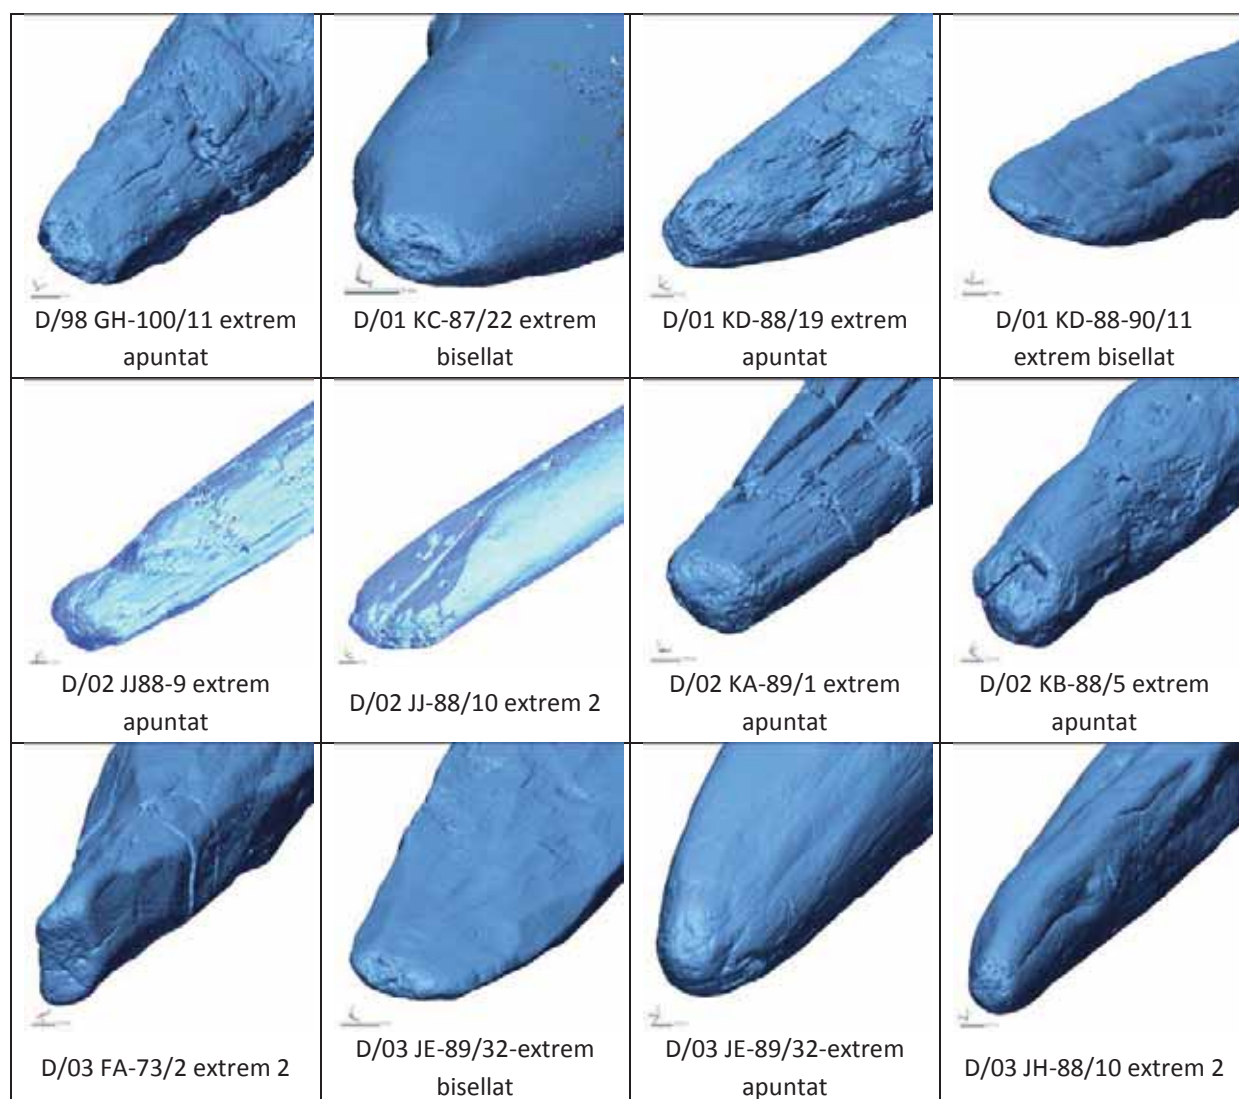 D/98 GH-100/11 extrem
apuntat
D/01 KC-87/22 extrem
bisellat
D/01 KD-88/19 extrem
apuntat
D/01 KD-88-90/11
extrem bisellat
D/02 JJ88-9 extrem
apuntat
D/02 JJ-88/10 extrem 2
D/02 KA-89/1 extrem
apuntat
D/02 KB-88/5 extrem
apuntat
D/03 FA-73/2 extrem 2
D/03 JE-89/32-extrem
bisellat
D/03 JE-89/32-extrem
apuntat
D/03 JH-88/10 extrem 2